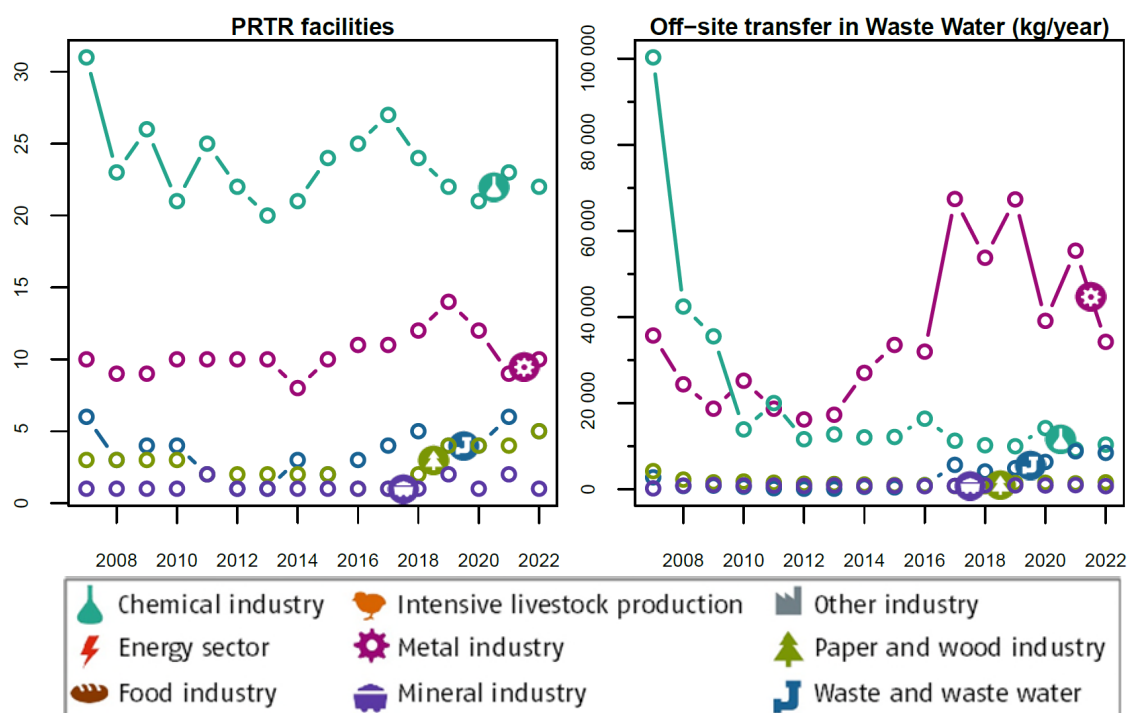 PRTR facilities
0
5
10
15
20
25
30
2008 2010 2012 2014 2016 2018 2020 2022
Off−site transfer in Waste Water (kg/year)
0
20 000
40 000
60 000
80 000
100 000
2008 2010 2012 2014 2016 2018 2020 2022
Chemical industry
Intensive livestock production
Other industry
Energy sector
Metal industry
Paper and wood industry
Food industry
Mineral industry
Waste and waste water